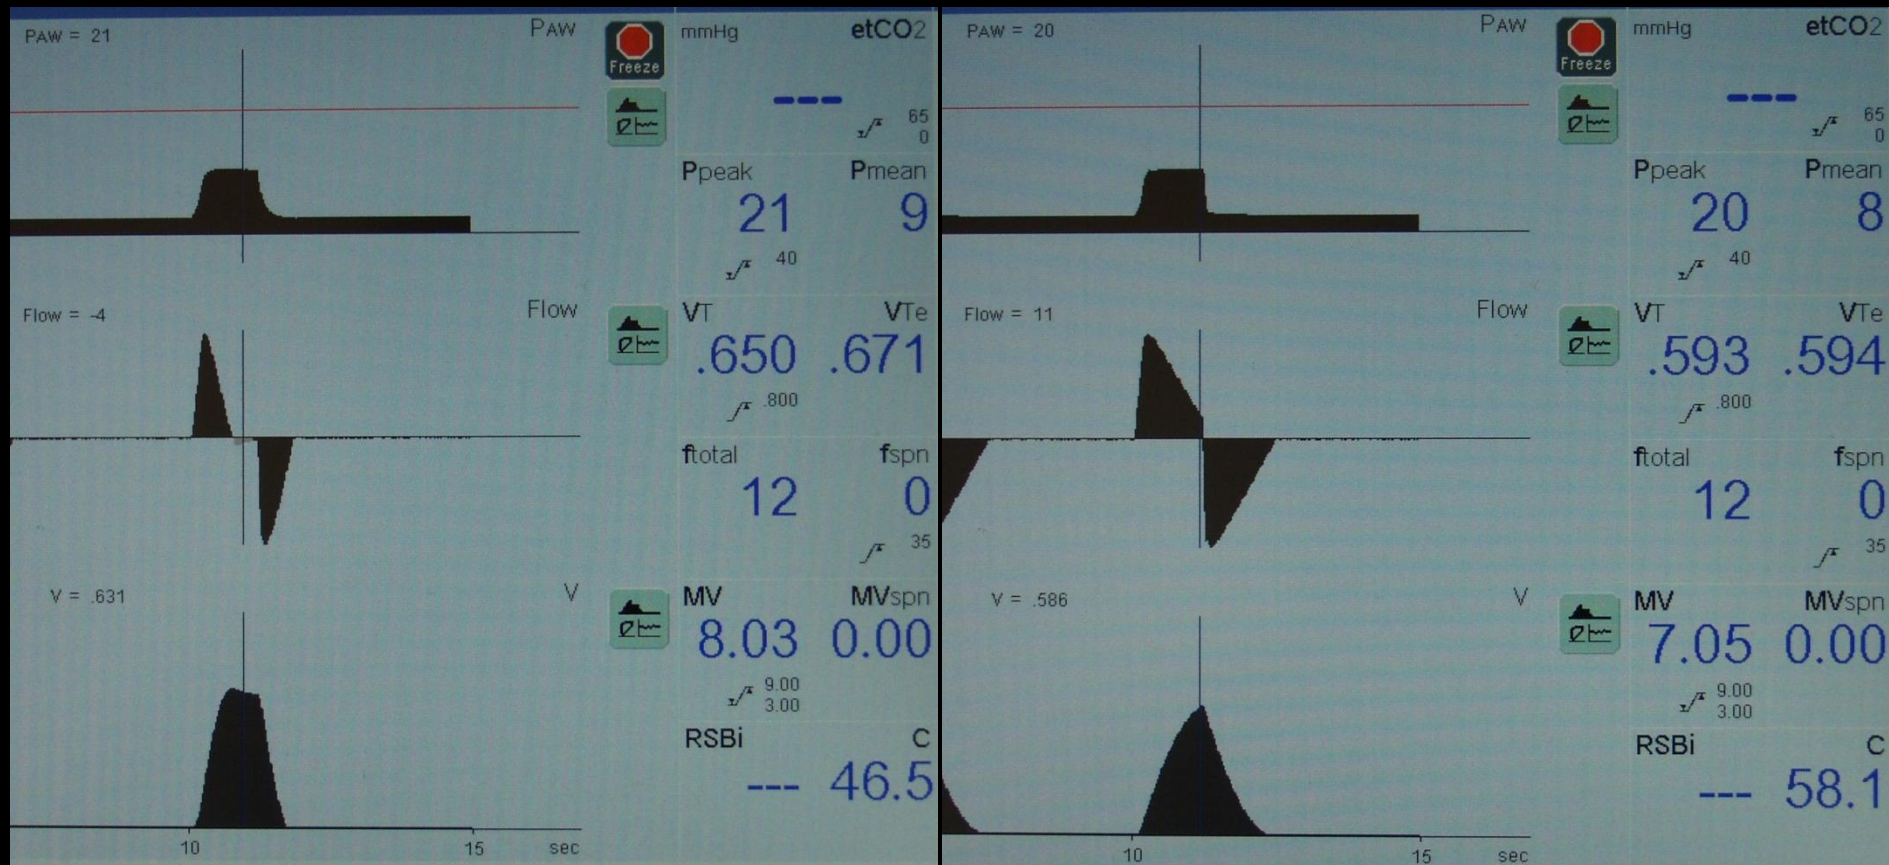 PAW = 21
PAW
Freeze
mmHg
etCO2
---
65
0
Ppeak
Pmean
21
9
40
Flow = -4
Flow
VT
VTe
.650
.671
.800
ftotal
fspn
12
0
35
V = .631
V
MV
MVspn
8.03
0.00
9.00
3.00
RSBi
C
---
46.5
10
15
sec
PAW = 20
PAW
Freeze
mmHg
etCO2
---
65
0
Ppeak
Pmean
20
8
40
Flow = 11
Flow
VT
VTe
.593
.594
.800
ftotal
fspn
12
0
35
V = .586
V
MV
MVspn
7.05
0.00
9.00
3.00
RSBi
C
---
58.1
10
15
sec